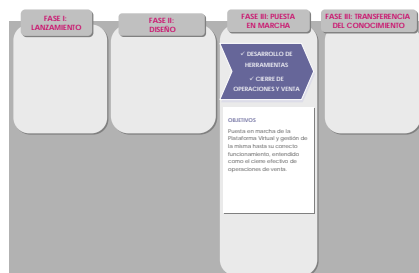 FASE I:
LANZAMIENTO
FASE II:
DISEÑO
FASE III: PUESTA
EN MARCHA
FASE III: TRANSFERENCIA
DEL CONOCIMIENTO
✓ DESARROLLO DE
HERRAMIENTAS
✓ CIERRE DE
OPERACIONES Y VENTA
OBJETIVOS
Puesta en marcha de la
Plataforma Virtual y gestión de
la misma hasta su correcto
funcionamiento, entendido
como el cierre efectivo de
operaciones de venta.